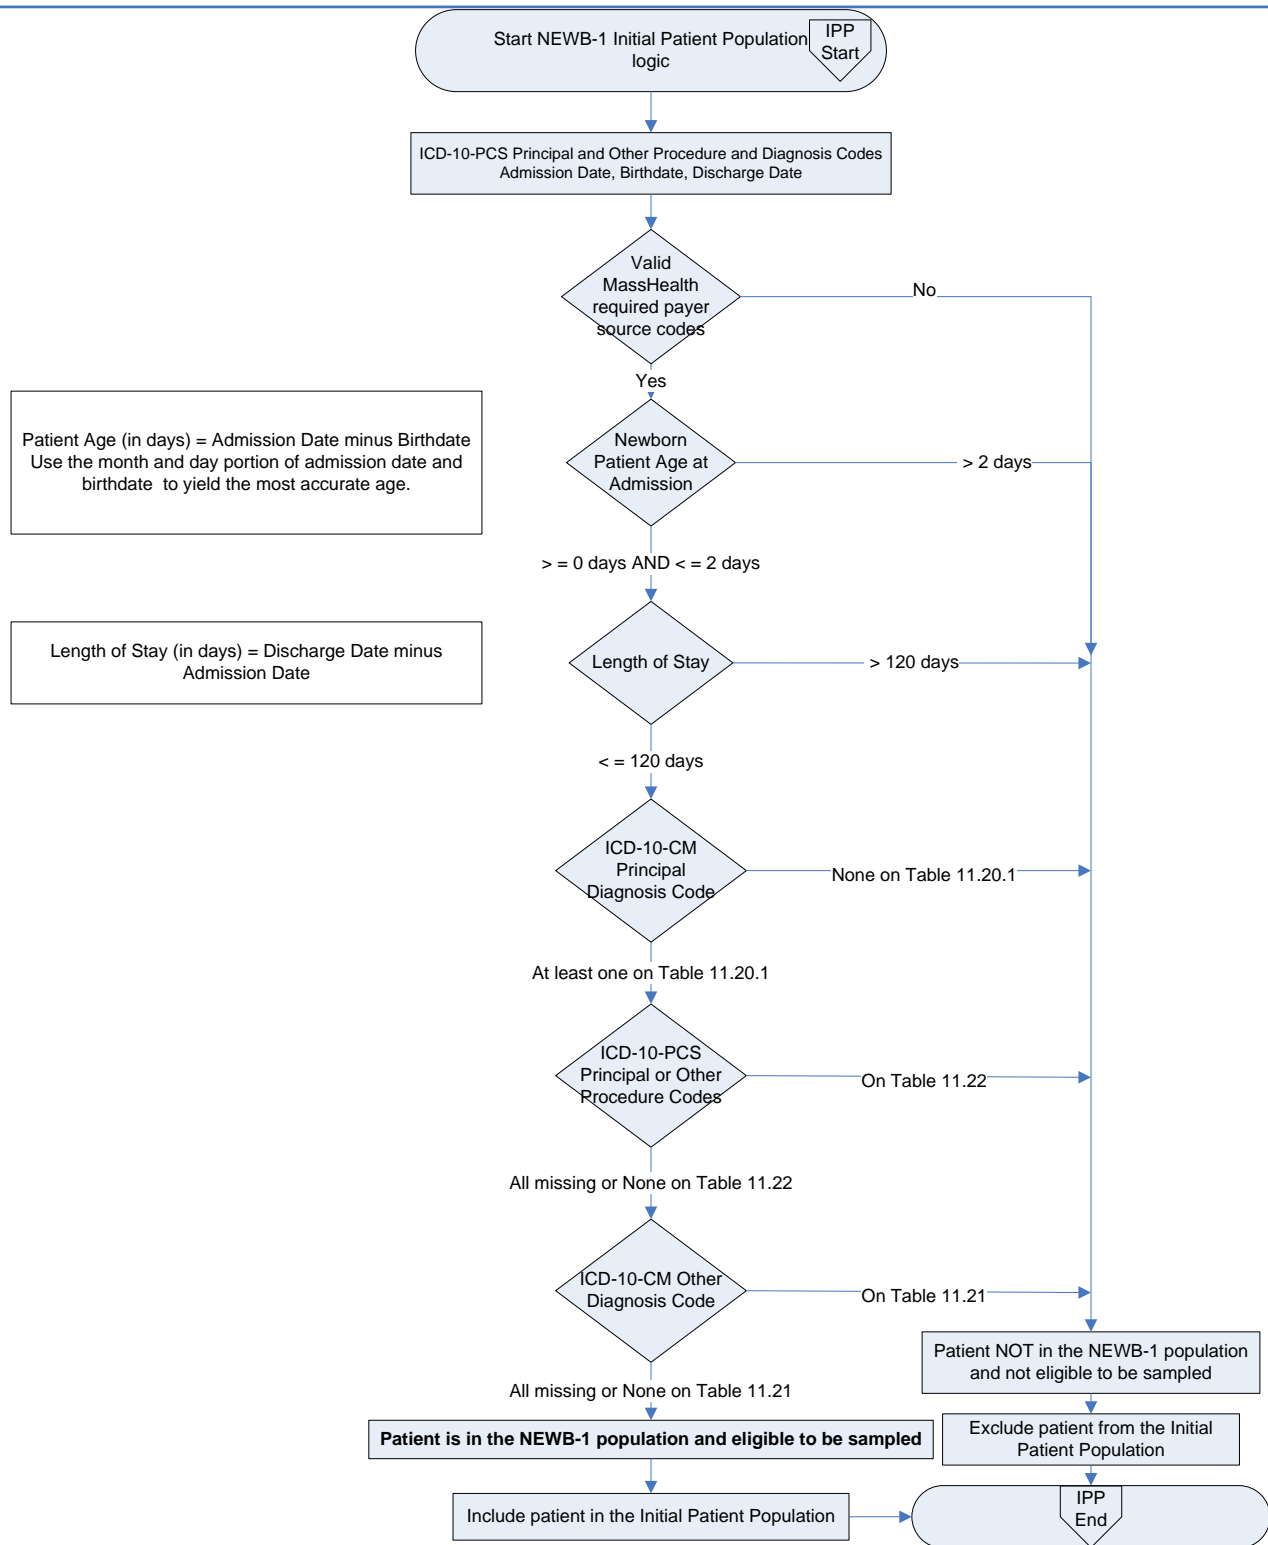 Start NEWB-1 Initial Patient Population
logic
IPP
Start
ICD-10-PCS Principal and Other Procedure and Diagnosis Codes
Admission Date, Birthdate, Discharge Date
Valid
MassHealth
required payer
source codes
No
Yes
Patient Age (in days) = Admission Date minus Birthdate
Use the month and day portion of admission date and
birthdate to yield the most accurate age.
Newborn
Patient Age at
Admission
> 2 days
> = 0 days AND < = 2 days
Length of Stay (in days) = Discharge Date minus
Admission Date
Length of Stay
> 120 days
< = 120 days
ICD-10-CM
Principal
Diagnosis Code
None on Table 11.20.1
At least one on Table 11.20.1
ICD-10-PCS
Principal or Other
Procedure Codes
On Table 11.22
All missing or None on Table 11.22
ICD-10-CM Other
Diagnosis Code
On Table 11.21
All missing or None on Table 11.21
Patient NOT in the NEWB-1 population
and not eligible to be sampled
Patient is in the NEWB-1 population and eligible to be sampled
Exclude patient from the Initial
Patient Population
Include patient in the Initial Patient Population
IPP
End